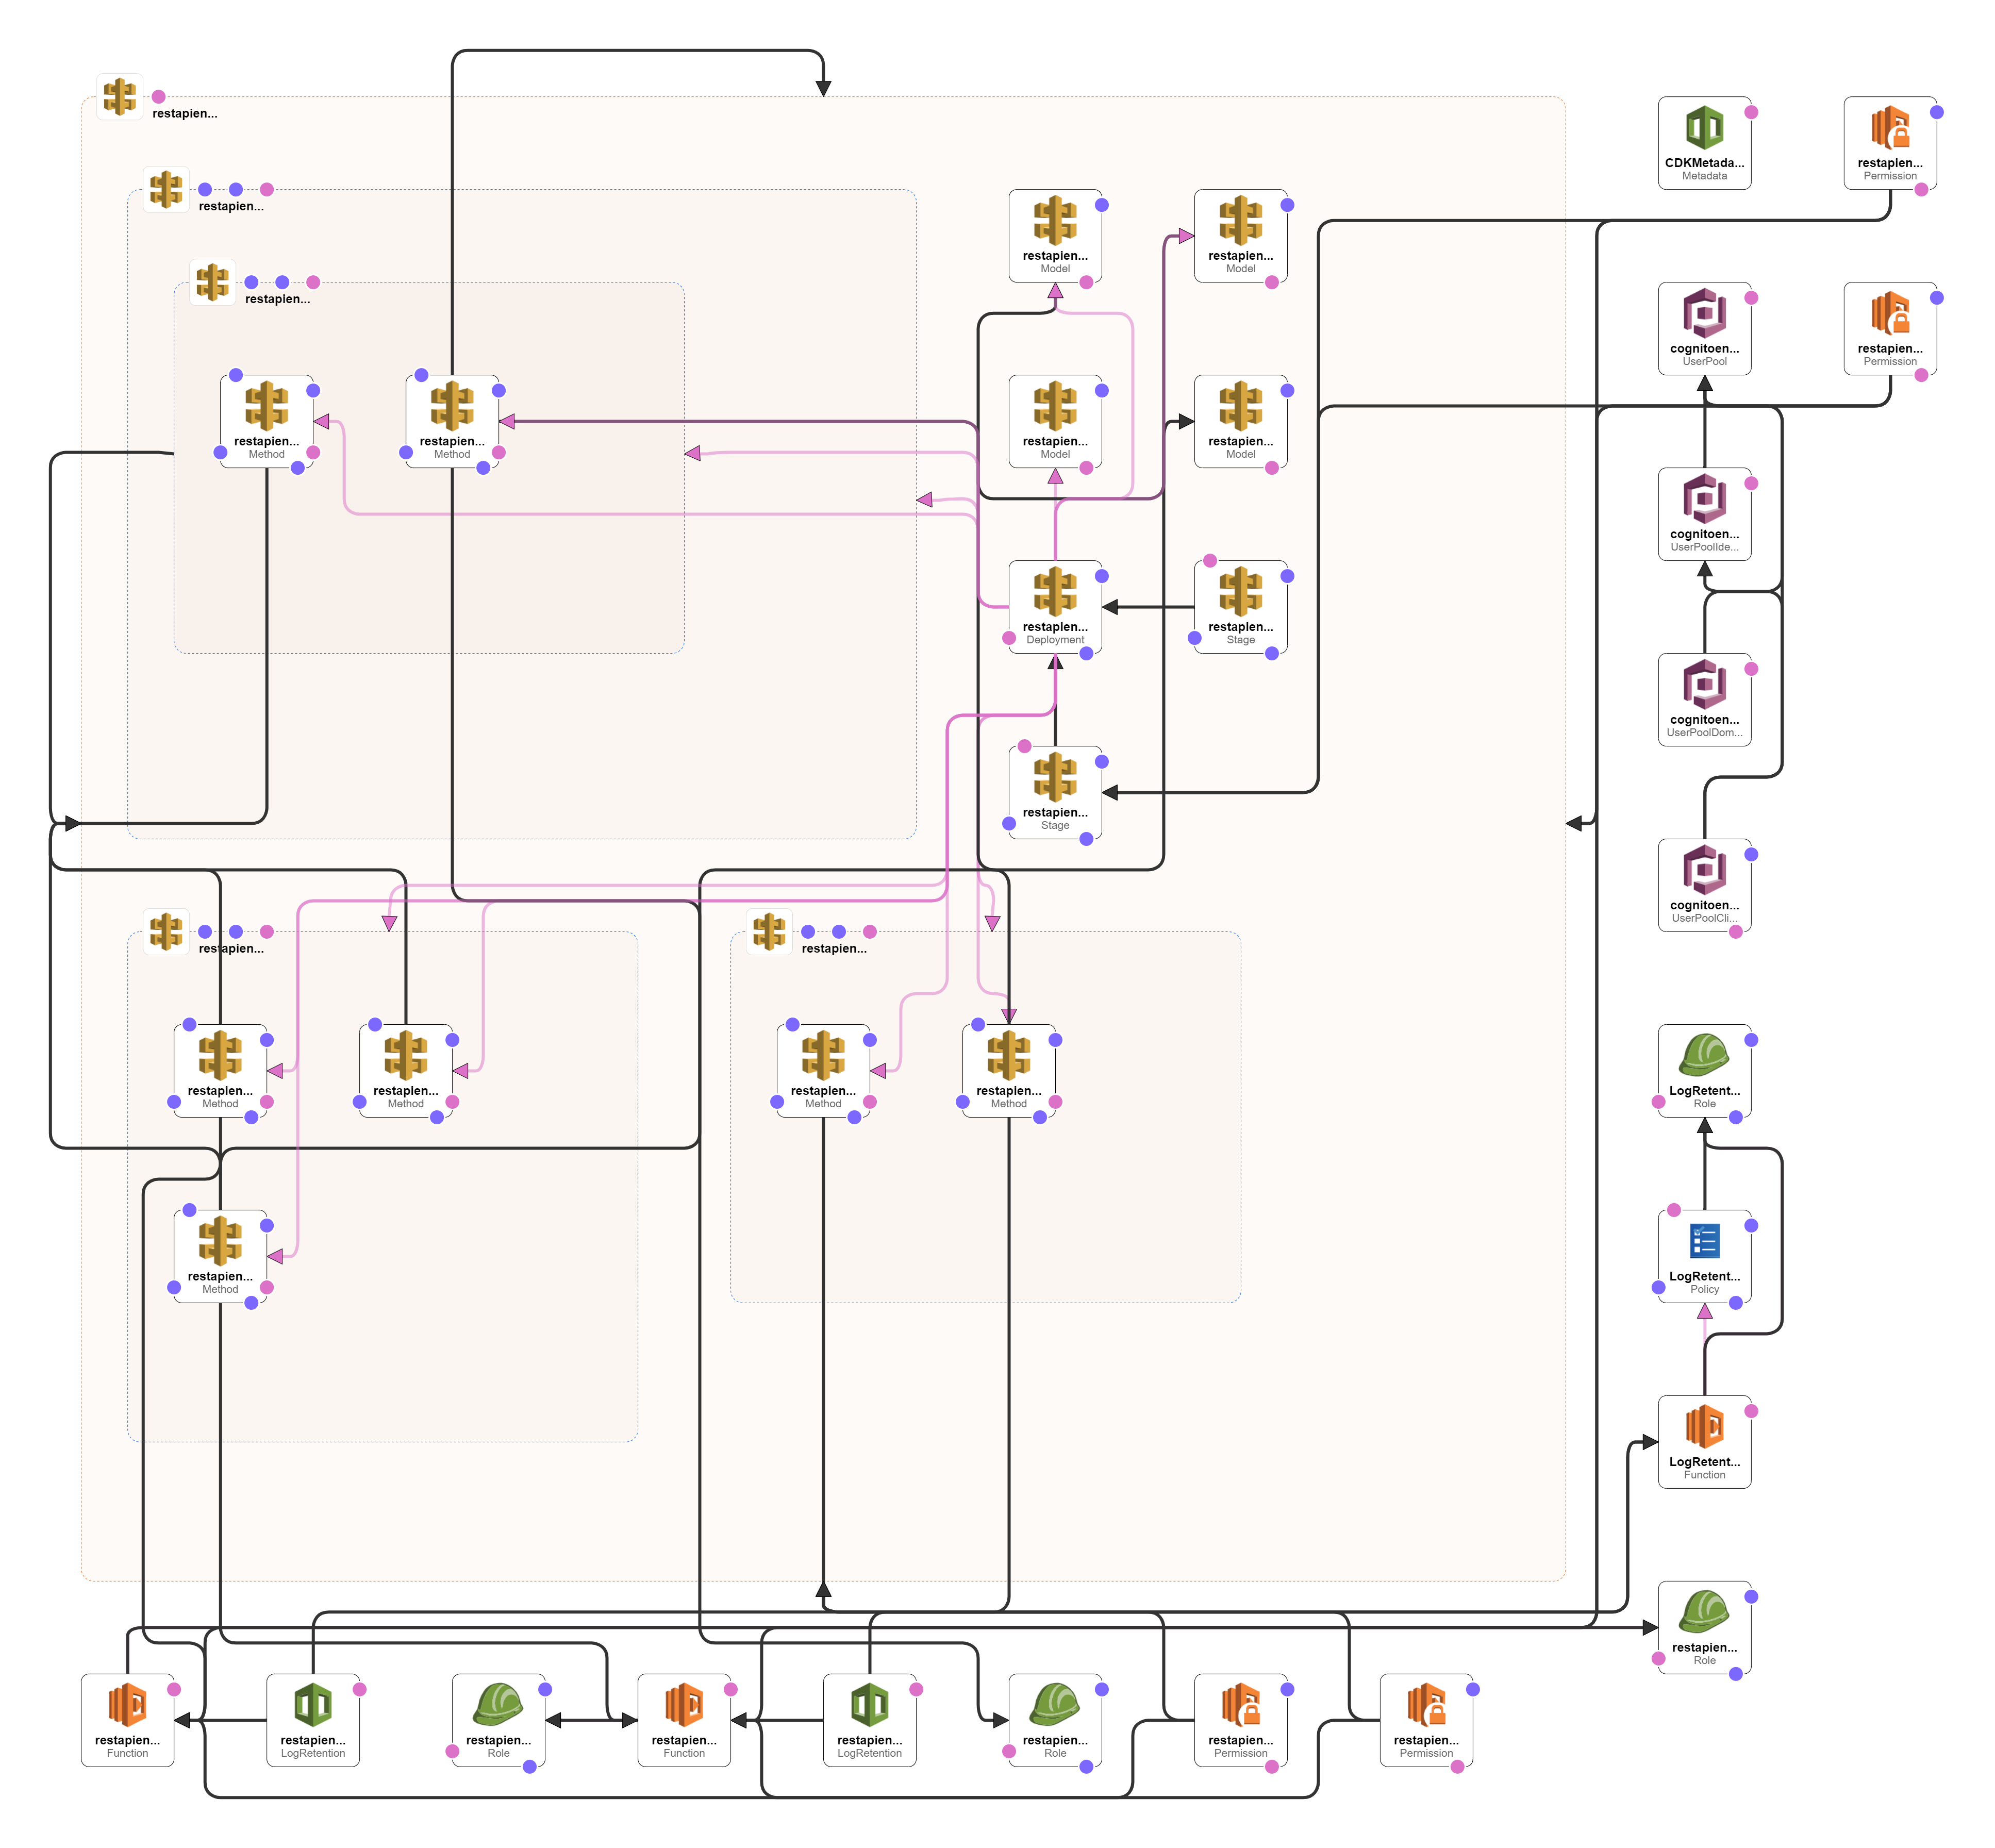 restapien...
restapien...
restapien...
restapien...
Method
restapien...
Method
restapien...
Model
restapien...
Model
restapien...
Model
restapien...
Model
restapien...
Deployment
restapien...
Stage
restapien...
Stage
CDKMetada...
Metadata
restapien...
Permission
cognitoen...
UserPool
restapien...
Permission
cognitoen...
UserPoolIde...
cognitoen...
UserPoolDom...
cognitoen...
UserPoolCli...
restapien...
restapien...
restapien...
Method
restapien...
Method
restapien...
Method
restapien...
Method
restapien...
Method
LogRetent...
Role
LogRetent...
Policy
LogRetent...
Function
restapien...
Role
restapien...
Function
restapien...
LogRetention
restapien...
Role
restapien...
Function
restapien...
LogRetention
restapien...
Role
restapien...
Permission
restapien...
Permission